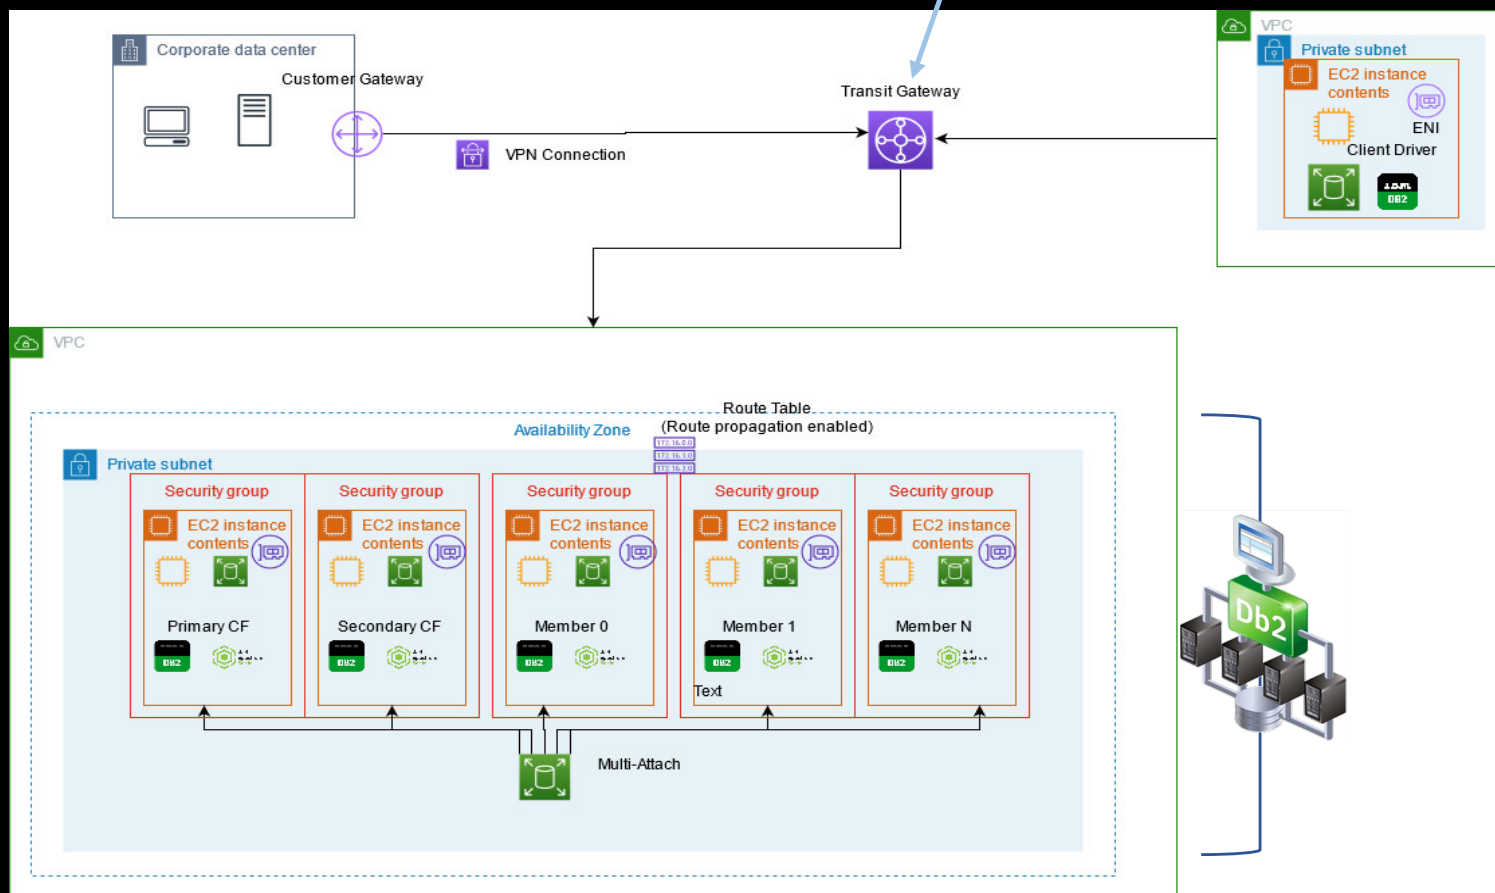 Corporate data center
Customer Gateway
VPN Connection
Transit Gateway
VPC
Private subnet
EC2 instance
contents
ENI
Client Driver
DB2
VPC
Route Table
(Route propagation enabled)
Availability Zone
172.16.0.0
172.16.1.0
172.16.2.0
Private subnet
Security group
EC2 instance
contents
Primary CF
DB2
Security group
EC2 instance
contents
Secondary CF
DB2
Security group
EC2 instance
contents
Member 0
DB2
Security group
EC2 instance
contents
Member 1
DB2
Text
Security group
EC2 instance
contents
Member N
DB2
Multi-Attach
Db2